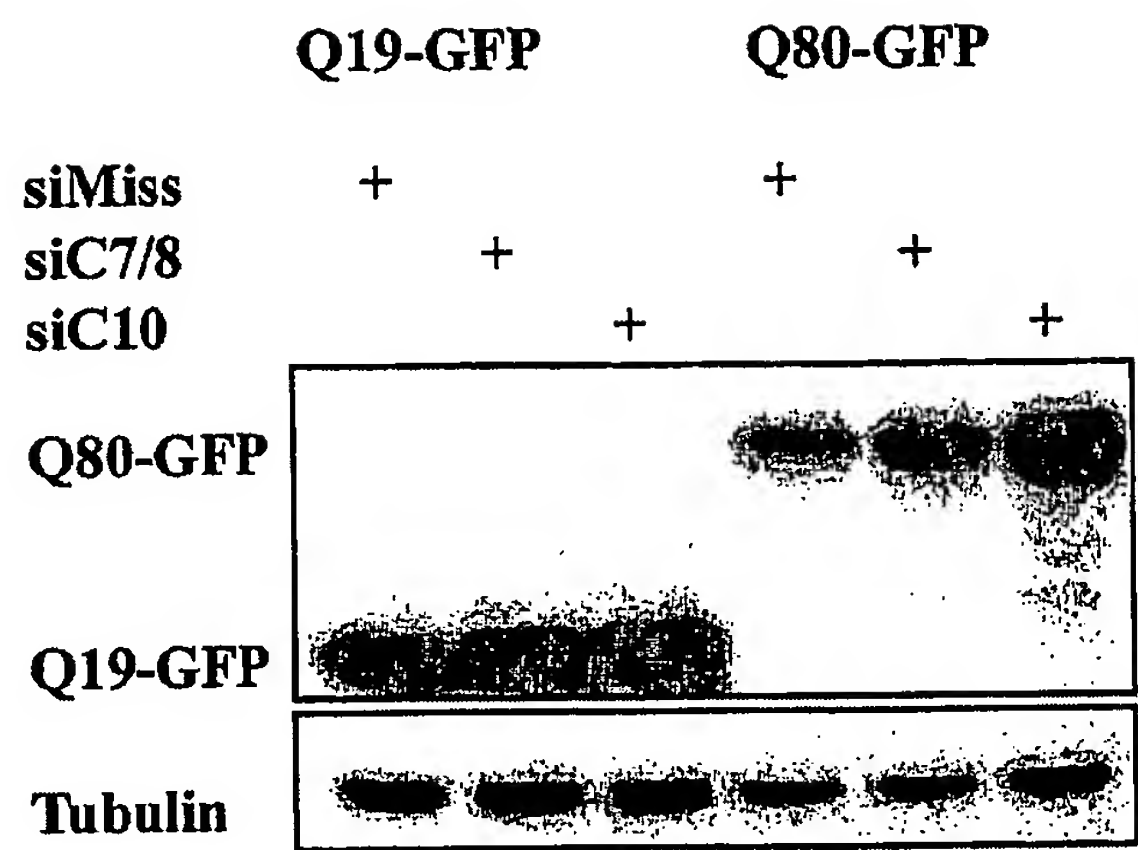 Q19-GFP Q80-GFP
siMiss + +
siC7/8 + +
siC10 + +
Q80-GFP
Q19-GFP
Tubulin